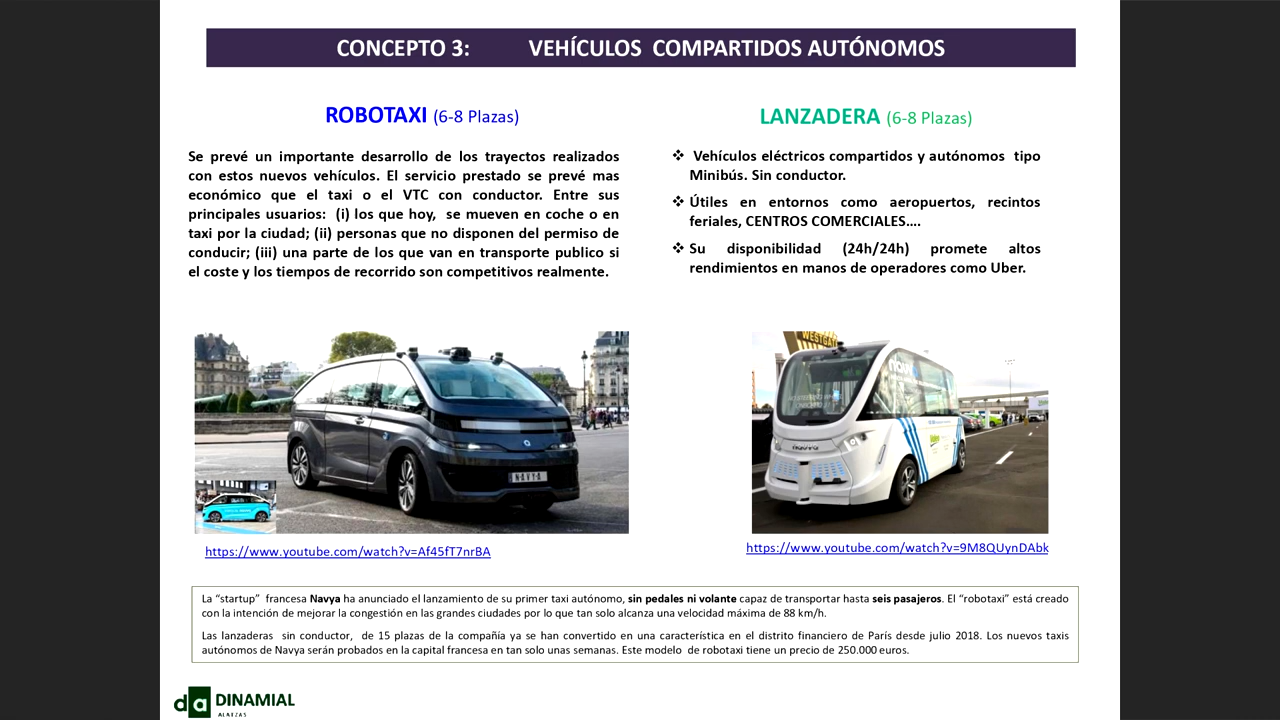 CONCEPTO 3: VEHÍCULOS COMPARTIDOS AUTÓNOMOS
ROBOTAXI (6-8 Plazas)
Se prevé un importante desarrollo de los trayectos realizados
con estos nuevos vehículos. El servicio prestado se prevé mas
económico que el taxi o el VTC con conductor. Entre sus
principales usuarios: (i) los que hoy, se mueven en coche o en
taxi por la ciudad; (ii) personas que no disponen del permiso de
conducir; (iii) una parte de los que van en transporte publico si
el coste y los tiempos de recorrido son competitivos realmente.
LANZADERA (6-8 Plazas)
❖ Vehículos eléctricos compartidos y autónomos tipo
Minibús. Sin conductor.
❖ Útiles en entornos como aeropuertos, recintos
feriales, CENTROS COMERCIALES....
❖ Su disponibilidad (24h/24h) promete altos
rendimientos en manos de operadores como Uber.
NAVYA
WESTGATE
NAVYA
https://www.youtube.com/watch?v=Af45fT7nrBA
https://www.youtube.com/watch?v=9M8QUynDAbk
La “startup” francesa Navya ha anunciado el lanzamiento de su primer taxi autónomo, sin pedales ni volante capaz de transportar hasta seis pasajeros. El “robotaxi” está creado
con la intención de mejorar la congestión en las grandes ciudades por lo que tan solo alcanza una velocidad máxima de 88 km/h.
Las lanzaderas sin conductor, de 15 plazas de la compañía ya se han convertido en una característica en el distrito financiero de París desde julio 2018. Los nuevos taxis
autónomos de Navya serán probados en la capital francesa en tan solo unas semanas. Este modelo de robotaxi tiene un precio de 250.000 euros.
da DINAMIAL